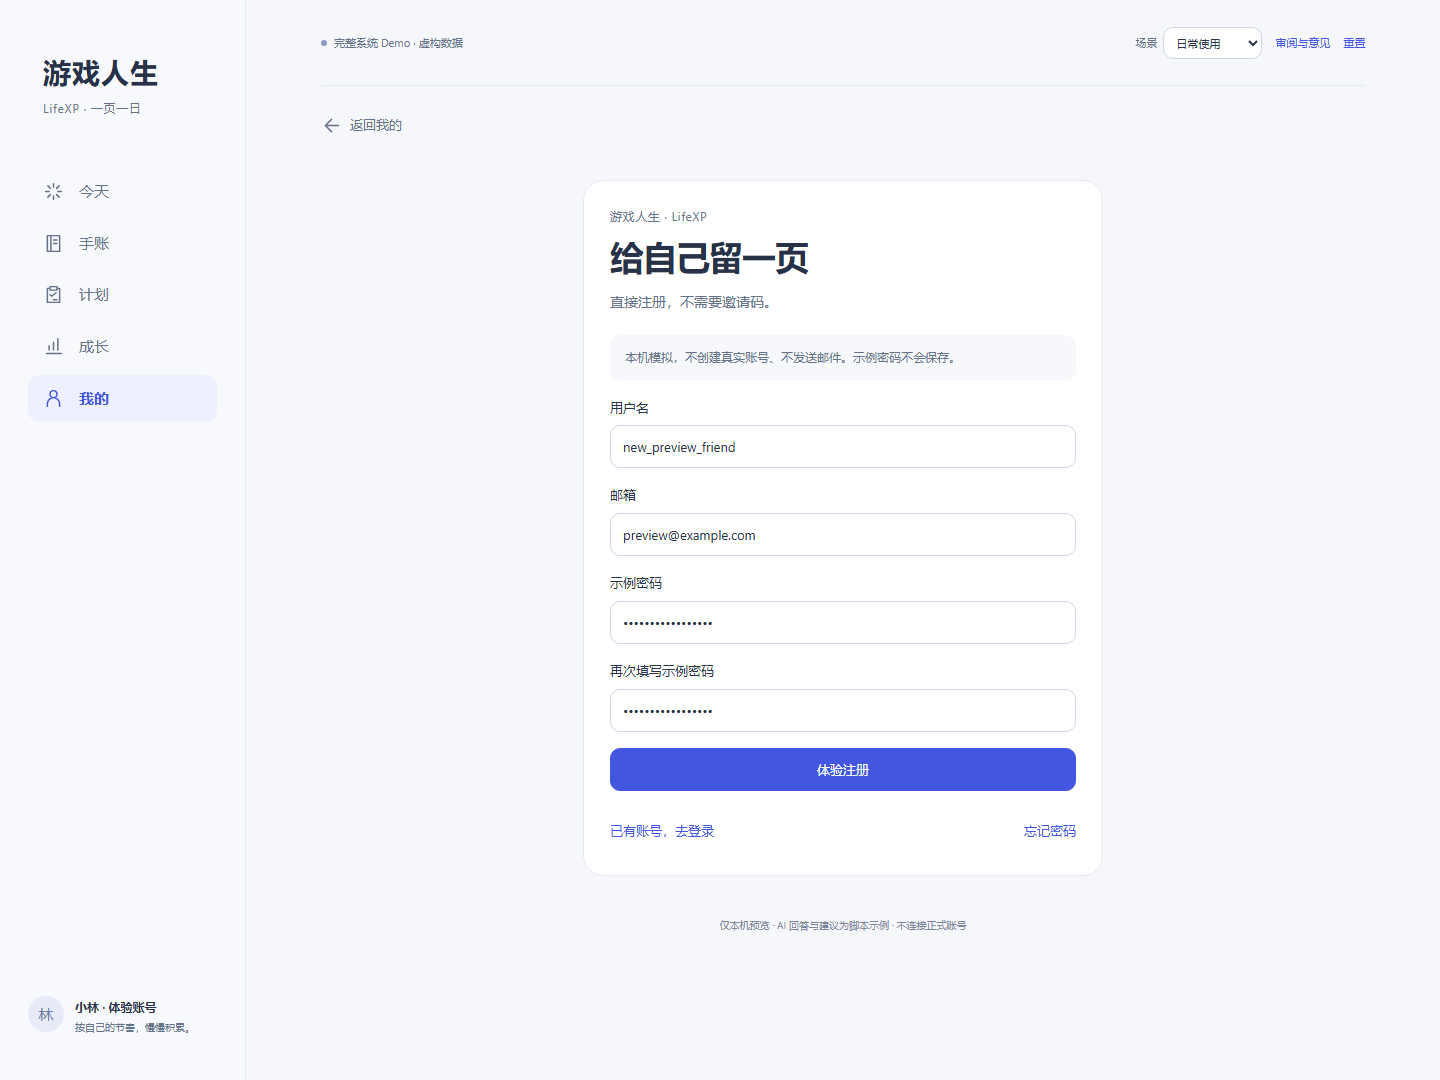 游戏人生
LifeXP · 一页一日
今天
手账
计划
成长
我的
林
小林 · 体验账号
按自己的节奏，慢慢积累。
完整系统 Demo · 虚构数据
场景
日常使用
审阅与意见
重置
返回我的
游戏人生 · LifeXP
给自己留一页
直接注册，不需要邀请码。
本机模拟，不创建真实账号、不发送邮件。示例密码不会保存。
用户名
new_preview_friend
邮箱
preview@example.com
示例密码
•••••••••••••••••
再次填写示例密码
•••••••••••••••••
体验注册
已有账号，去登录
忘记密码
仅本机预览 · AI 回答与建议为脚本示例 · 不连接正式账号